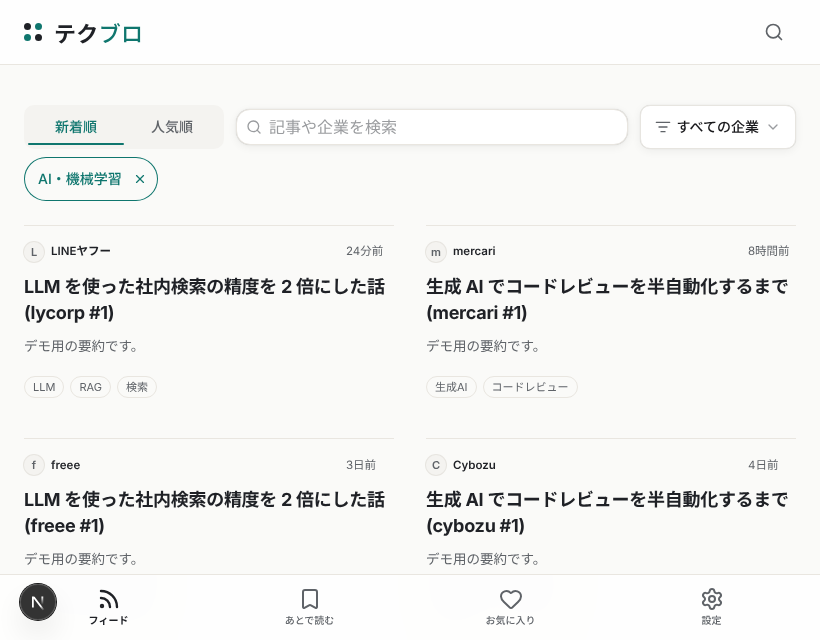 テクブロ
新着順
人気順
記事や企業を検索
すべての企業
AI・機械学習 ×
L LINEヤフー 24分前
LLM を使った社内検索の精度を 2 倍にした話
(lycorp #1)
デモ用の要約です。
LLM RAG 検索
m mercari 8時間前
生成 AI でコードレビューを半自動化するまで
(mercari #1)
デモ用の要約です。
生成AI コードレビュー
f freee 3日前
LLM を使った社内検索の精度を 2 倍にした話
(freee #1)
デモ用の要約です。
C Cybozu 4日前
生成 AI でコードレビューを半自動化するまで
(cybozu #1)
デモ用の要約です。
N
フィード
あとで読む
お気に入り
設定